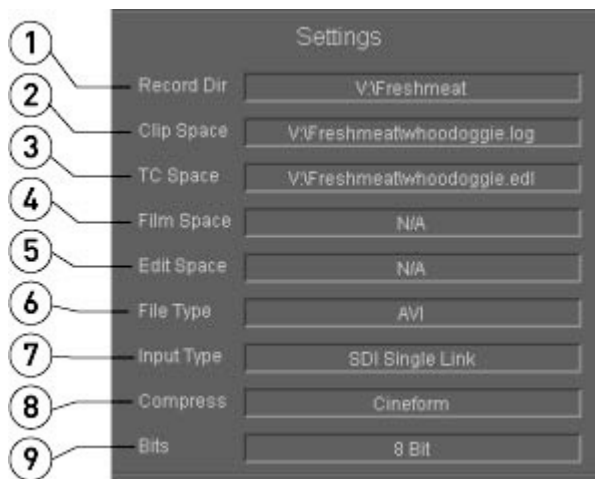 Settings
1 Record Dir V:\Freshmeat
2 Clip Space V:\Freshmeat\whoodoggie.log
3 TC Space V:\Freshmeat\whoodoggie.edl
4 Film Space N/A
5 Edit Space N/A
6 File Type AVI
7 Input Type SDI Single Link
8 Compress Cineform
9 Bits 8 Bit